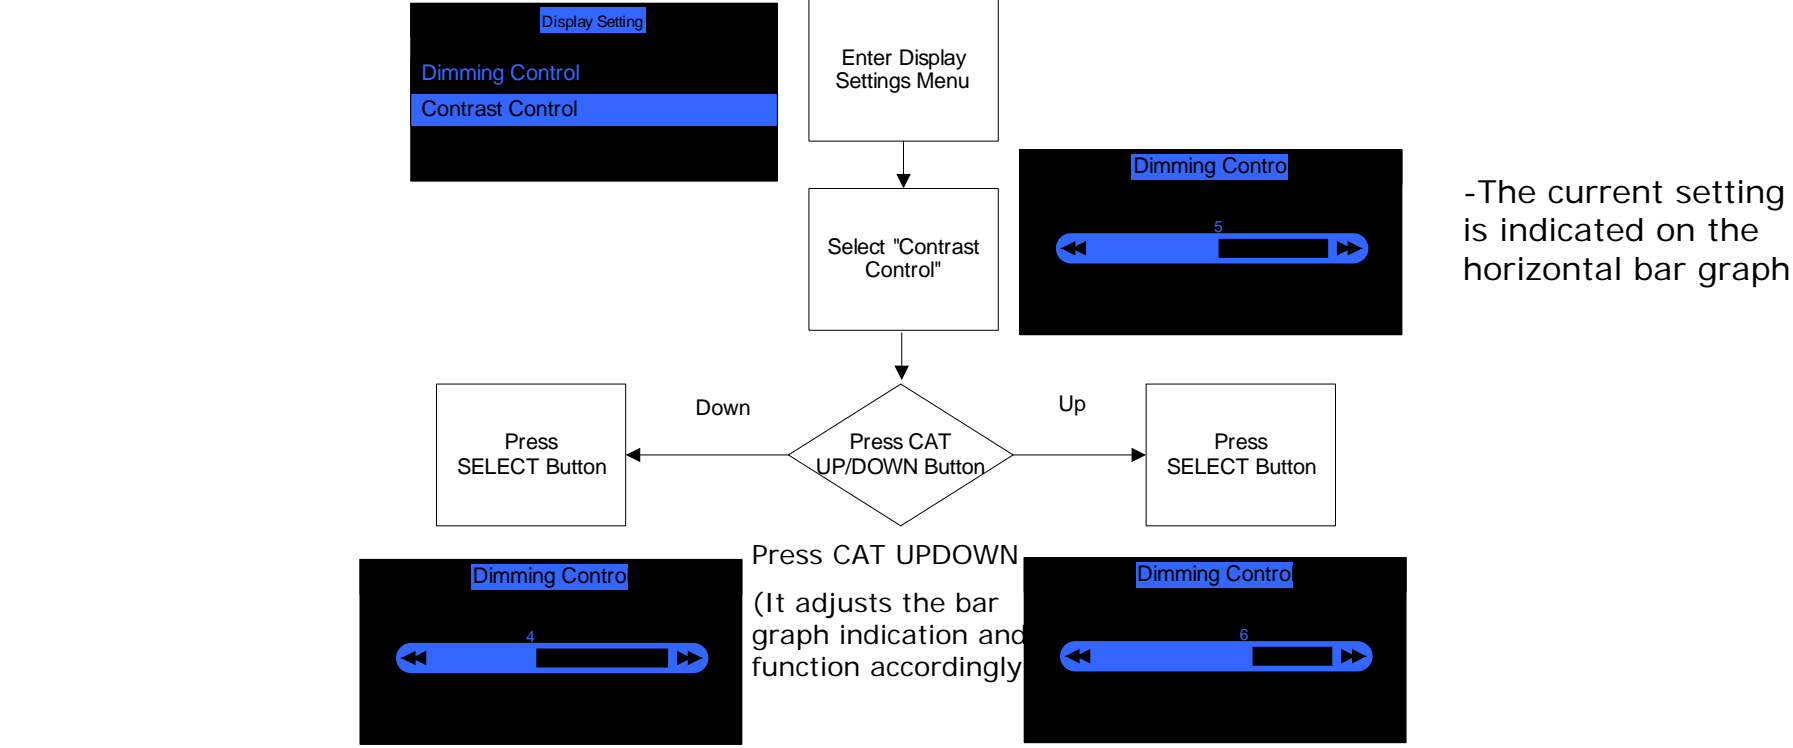 Display Setting
Dimming Control
Contrast Control
Enter Display
Settings Menu
Dimming Contro
5
-The current setting
is indicated on the
horizontal bar graph
Select "Contrast
Control"
Down
Up
Press
SELECT Button
Press CAT
UP/DOWN Button
Press
SELECT Button
Press CAT UPDOWN
(It adjusts the bar
graph indication and
function accordingly
Dimming Contro
4
Dimming Control
6